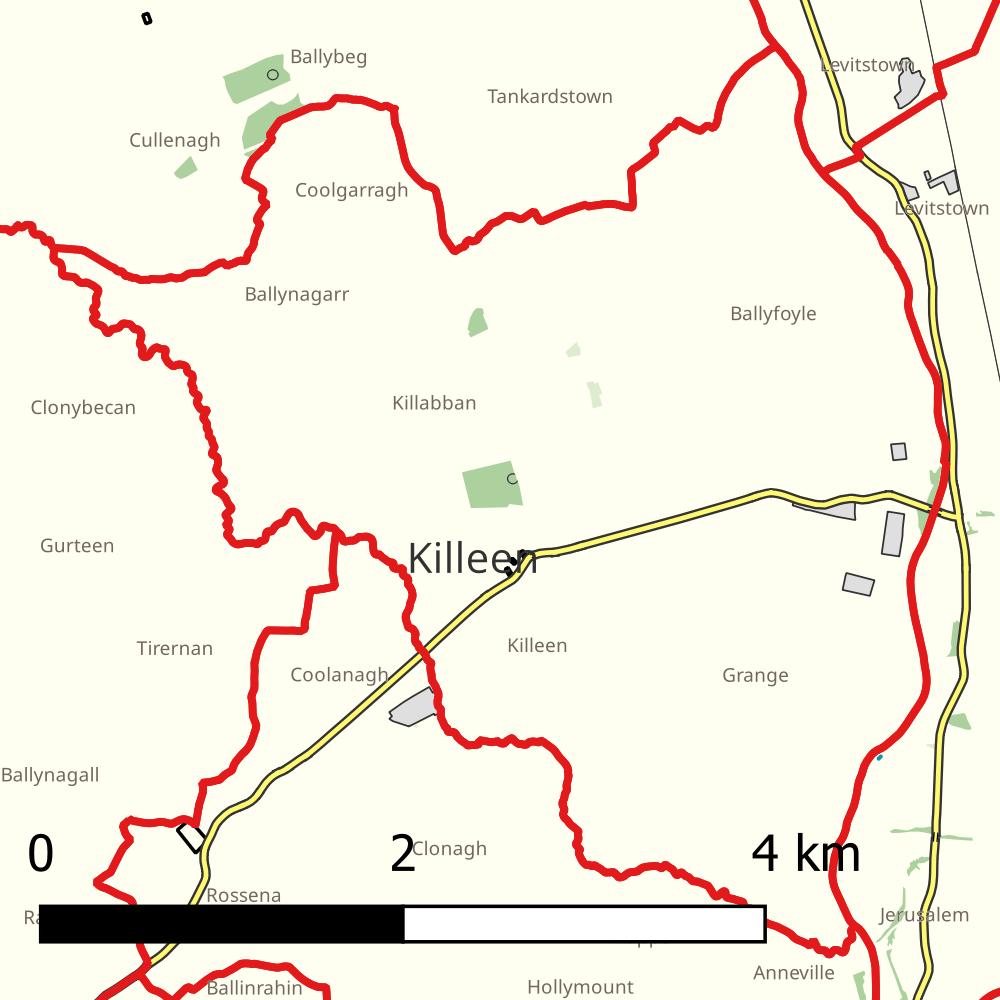 Ballybeg
Levitstown
Tankardstown
Cullenagh
Coolgarragh
Levitstown
Ballynagarr
Ballyfoyle
Killabban
Clonybecan
Gurteen
Killeen
Killeen
Tirernan
Coolanagh
Grange
Ballynagall
0 2 4 km
Clonagh
Rossena
Jerusalem
Anneville
Ballinrahin
Hollymount